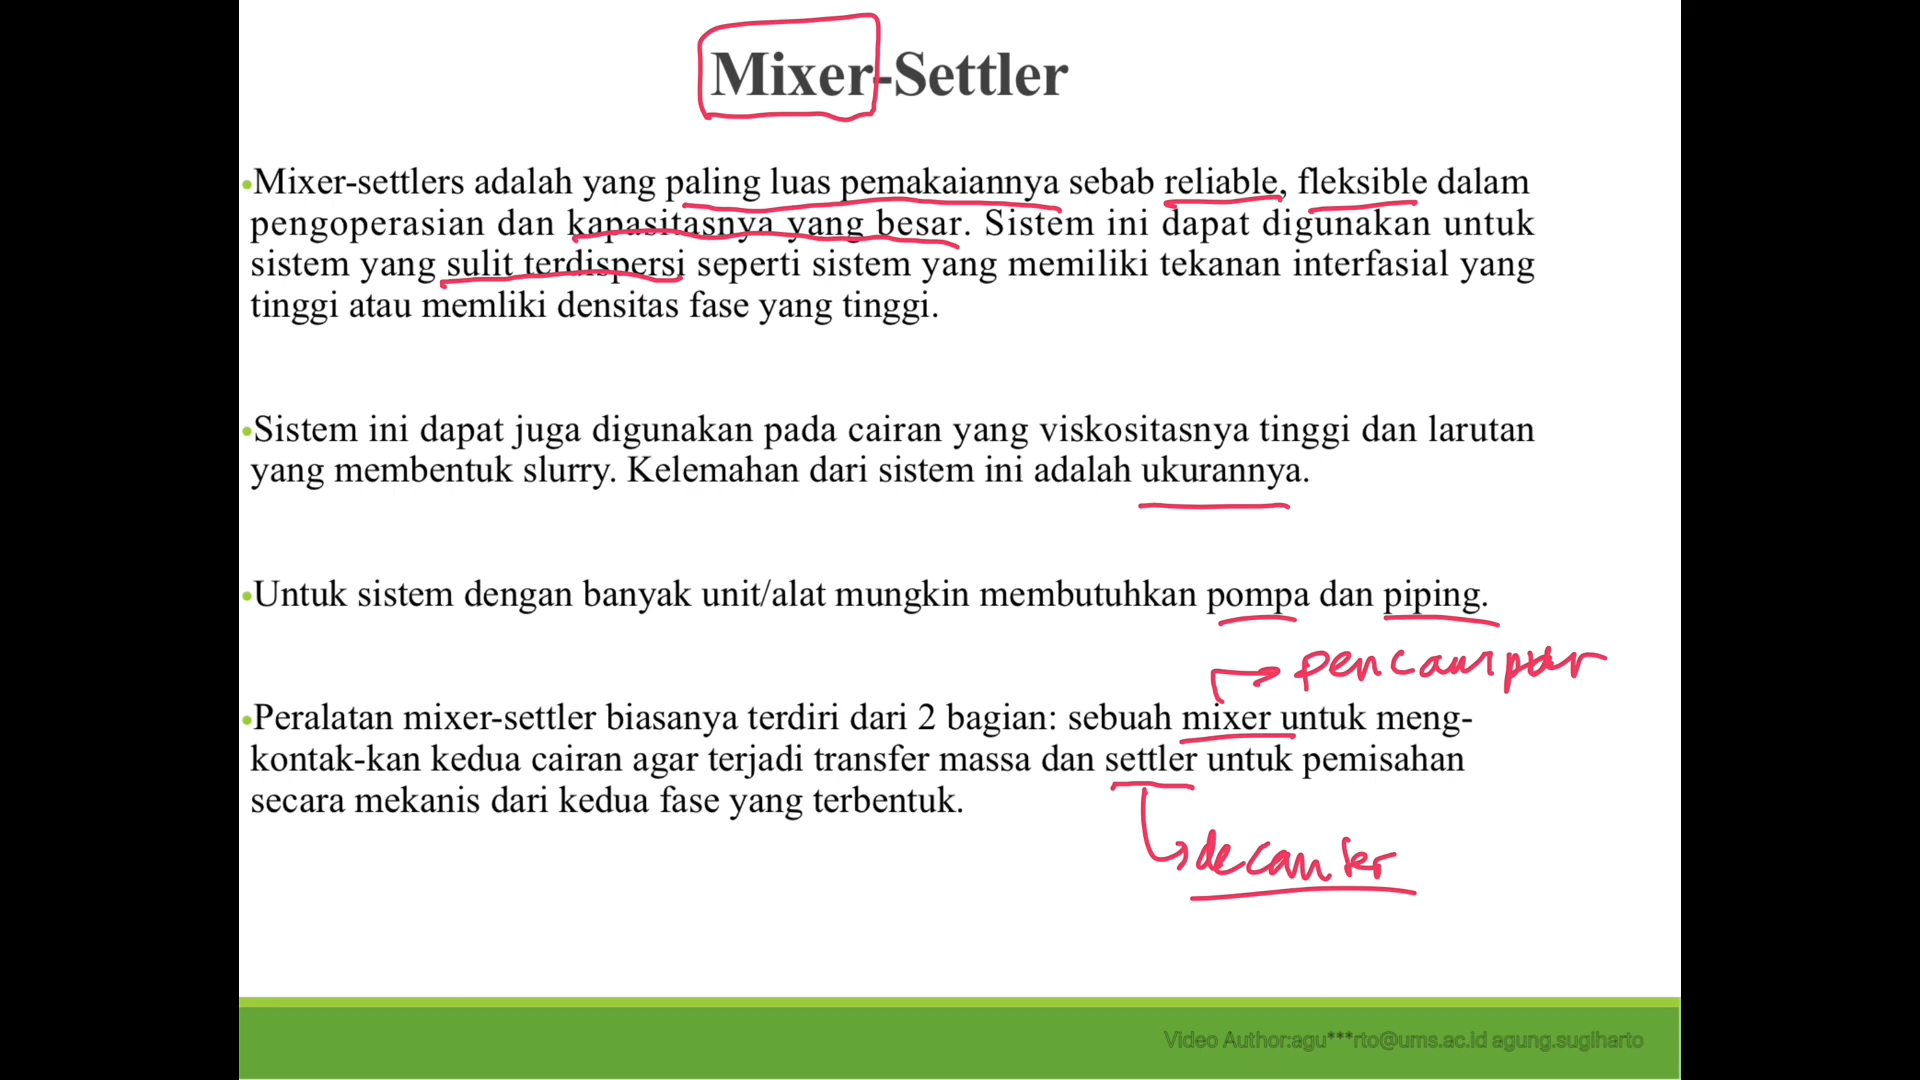 Mixer-Settler
•Mixer-settlers adalah yang paling luas pemakaiannya sebab reliable, fleksible dalam
pengoperasian dan kapasitasnya yang besar. Sistem ini dapat digunakan untuk
sistem yang sulit terdispersi seperti sistem yang memiliki tekanan interfasial yang
tinggi atau memliki densitas fase yang tinggi.
•Sistem ini dapat juga digunakan pada cairan yang viskositasnya tinggi dan larutan
yang membentuk slurry. Kelemahan dari sistem ini adalah ukurannya.
•Untuk sistem dengan banyak unit/alat mungkin membutuhkan pompa dan piping.
pencampur
•Peralatan mixer-settler biasanya terdiri dari 2 bagian: sebuah mixer untuk meng-
kontak-kan kedua cairan agar terjadi transfer massa dan settler untuk pemisahan
secara mekanis dari kedua fase yang terbentuk.
decanter
Video Author:agu***rto@ums.ac.id agung.sugiharto